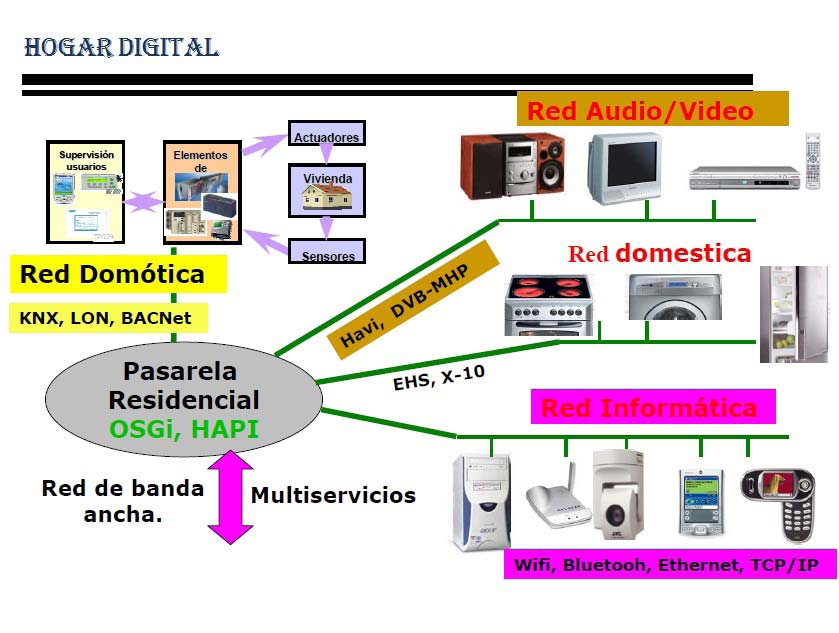 HOGAR DIGITAL
Red Audio/Video
Actuadores
Supervisión
usuarios
Elementos
de
Vivienda
Sensores
Red domestica
Red Domótica
KNX, LON, BACNet
Havi, DVB-MHP
EHS, X-10
Pasarela
Residencial
OSGi, HAPI
Red Informática
Red de banda
ancha.
Multiservicios
Wifi, Bluetooh, Ethernet, TCP/IP